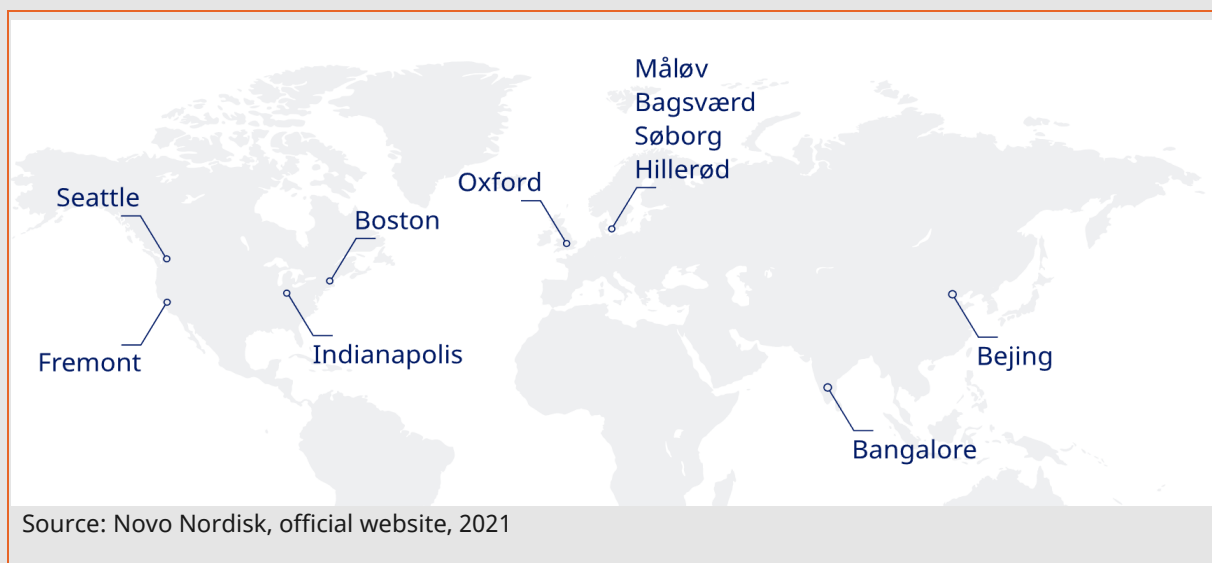 Måløv
Bagsværd
Søborg
Hillerød
Oxford
Seattle
Boston
Fremont
Indianapolis
Bejing
Bangalore
Source: Novo Nordisk, official website, 2021